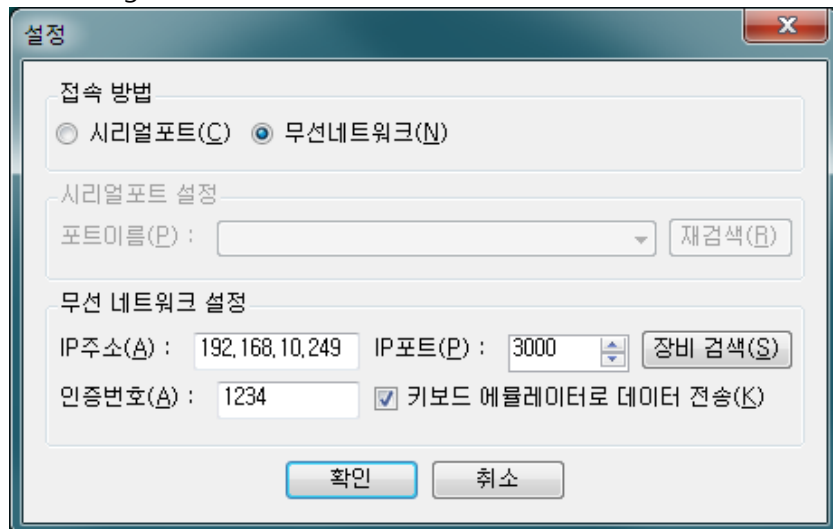 설정
접속 방법
시리얼포트(C) 무선네트워크(N)
시리얼포트 설정
포트이름(P) : 재검색(R)
무선 네트워크 설정
IP주소(A) : 192,168,10,249 IP포트(P) : 3000 장비 검색(S)
인증번호(A) : 1234 키보드 에뮬레이터로 데이터 전송(K)
확인 취소